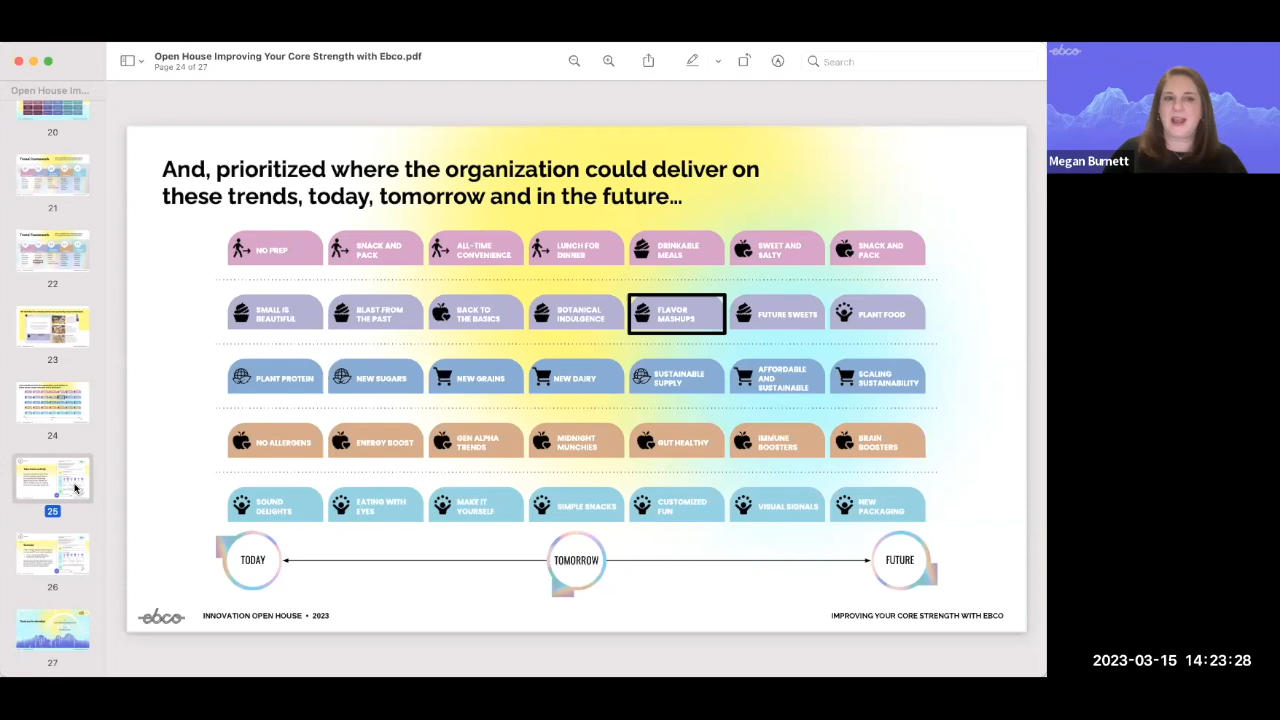 Open House Improving Your Core Strength with Ebco.pdf
Page 24 of 27
Search
Open House Im...
20
21
22
23
24
25
26
27
And, prioritized where the organization could deliver on
these trends, today, tomorrow and in the future…
NO PREP
SNACK AND
PACK
ALL-TIME
CONVENIENCE
LUNCH FOR
DINNER
DRINKABLE
MEALS
SWEET AND
SALTY
SNACK AND
PACK
SMALL IS
BEAUTIFUL
BLAST FROM
THE PAST
BACK TO
THE BASICS
BOTANICAL
INDULGENCE
FLAVOR
MASHUPS
FUTURE SWEETS
PLANT FOOD
PLANT PROTEIN
NEW SUGARS
NEW GRAINS
NEW DAIRY
SUSTAINABLE
SUPPLY
AFFORDABLE
AND
SUSTAINABLE
SCALING
SUSTAINABILITY
NO ALLERGENS
ENERGY BOOST
GEN ALPHA
TRENDS
MIDNIGHT
MUNCHIES
GUT HEALTHY
IMMUNE
BOOSTERS
BRAIN
BOOSTERS
SOUND
DELIGHTS
EATING WITH
EYES
MAKE IT
YOURSELF
SIMPLE SNACKS
CUSTOMIZED
FUN
VISUAL SIGNALS
NEW
PACKAGING
TODAY
TOMORROW
FUTURE
ebco
INNOVATION OPEN HOUSE • 2023
IMPROVING YOUR CORE STRENGTH WITH EBCO
ebco
Megan Burnett
2023-03-15 14:23:28